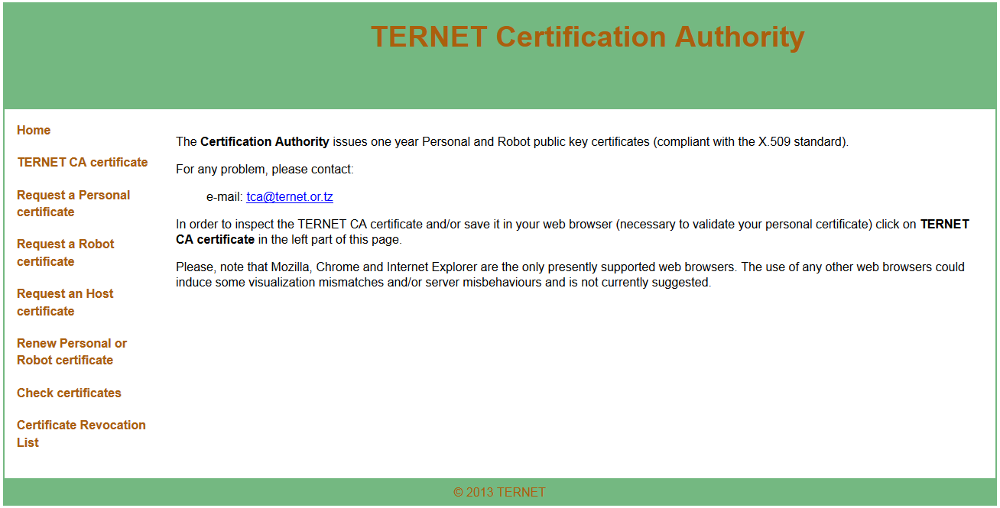 TERNET Certification Authority
Home
TERNET CA certificate
Request a Personal
certificate
Request a Robot
certificate
Request an Host
certificate
Renew Personal or
Robot certificate
Check certificates
Certificate Revocation
List
The Certification Authority issues one year Personal and Robot public key certificates (compliant with the X.509 standard).
For any problem, please contact:
e-mail: tca@ternet.or.tz
In order to inspect the TERNET CA certificate and/or save it in your web browser (necessary to validate your personal certificate) click on TERNET
CA certificate in the left part of this page.
Please, note that Mozilla, Chrome and Internet Explorer are the only presently supported web browsers. The use of any other web browsers could
induce some visualization mismatches and/or server misbehaviours and is not currently suggested.
© 2013 TERNET